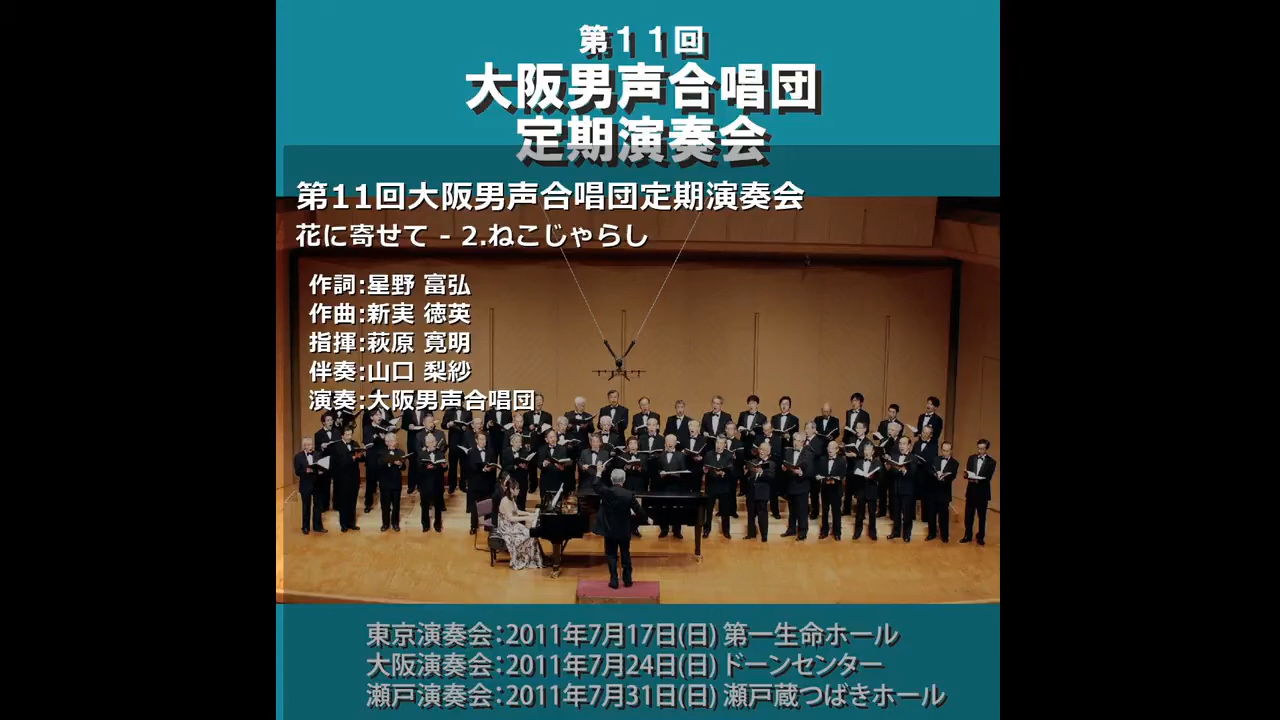 第１１回
大阪男声合唱団
定期演奏会
第11回大阪男声合唱団定期演奏会
花に寄せて - 2.ねこじゃらし
作詞:星野 富弘
作曲:新実 徳英
指揮:萩原 寛明
伴奏:山口 梨紗
演奏:大阪男声合唱団
東京演奏会：2011年7月17日(日) 第一生命ホール
大阪演奏会：2011年7月24日(日) ドーンセンター
瀬戸演奏会：2011年7月31日(日) 瀬戸蔵つばきホール